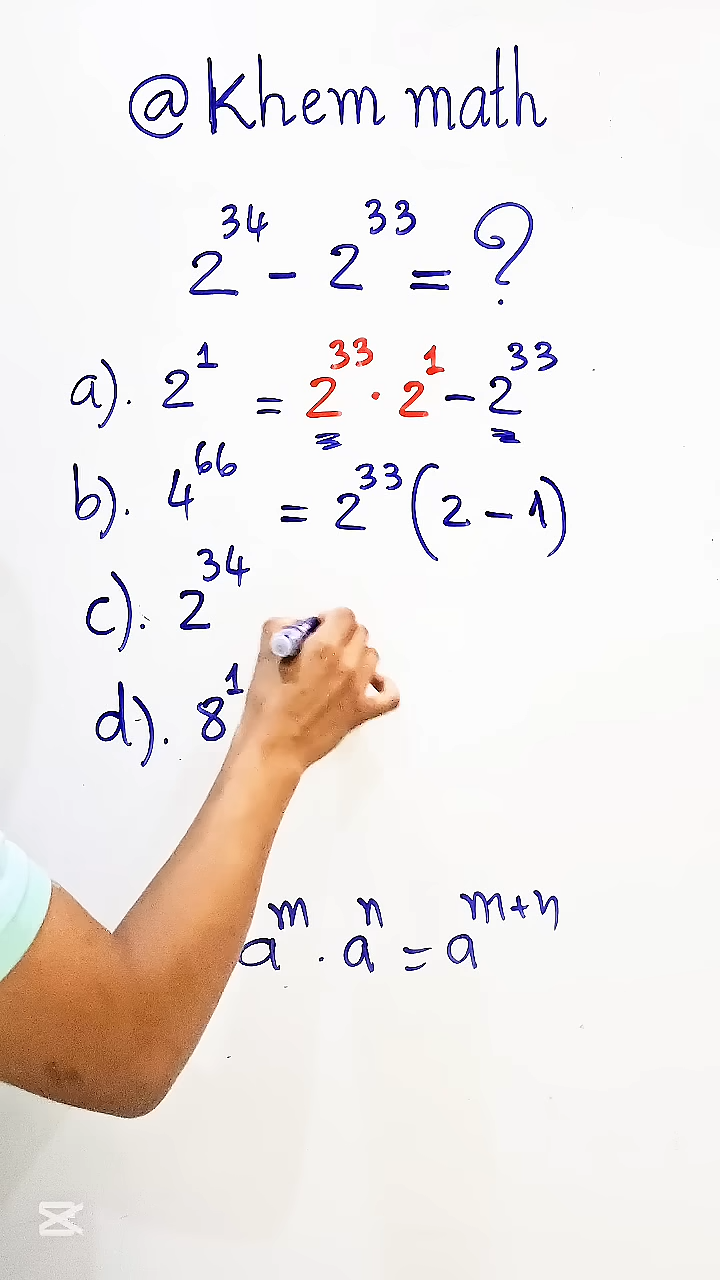 @Khem math
2^34 - 2^33 = ?
a). 2^1 = 2^33 · 2^1 - 2^33
b). 4^66 = 2^33 (2 - 1)
c). 2^34
d). 8^1
a^m · a^n = a^m+n